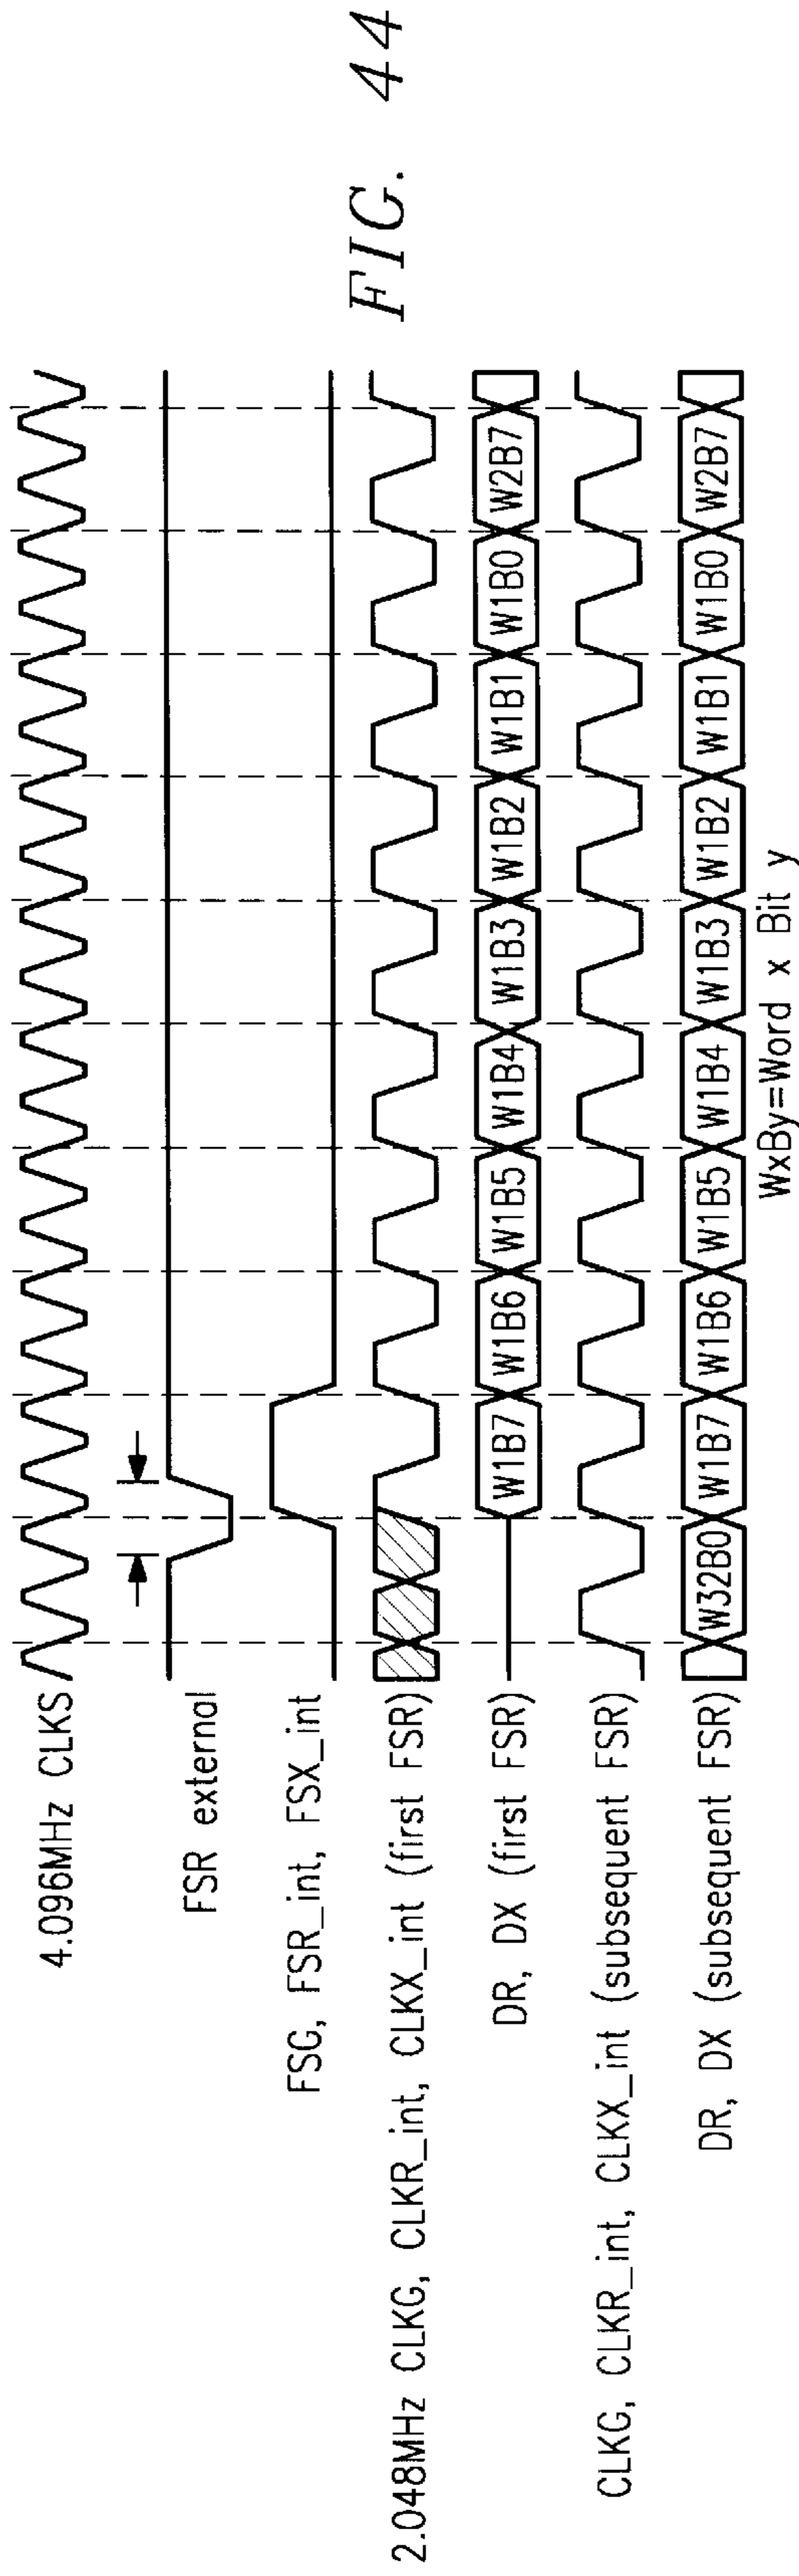 4.096MHz CLKS
FSR external
FSG, FSR_int, FSX_int
2.048MHz CLKG, CLKR_int, CLKX_int (first FSR)
DR, DX (first FSR)
W1B7 W1B6 W1B5 W1B4 W1B3 W1B2 W1B1 W1B0 W2B7
CLKG, CLKR_int, CLKX_int (subsequent FSR)
DR, DX (subsequent FSR)
W32B0 W1B7 W1B6 W1B5 W1B4 W1B3 W1B2 W1B1 W1B0 W2B7
WxBy=Word x Bit y
FIG. 44